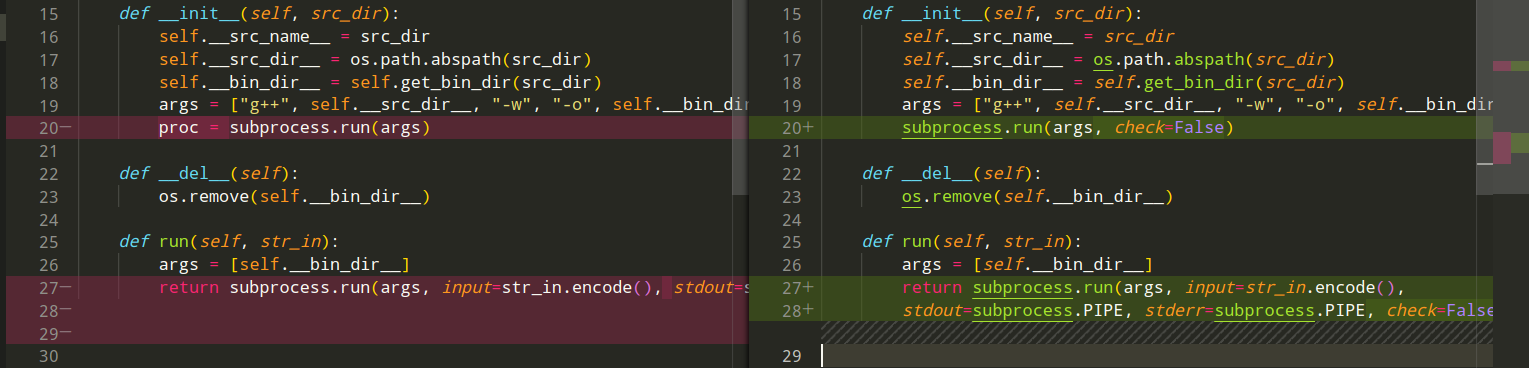 15 def __init__(self, src_dir):
16 self.__src_name__ = src_dir
17 self.__src_dir__ = os.path.abspath(src_dir)
18 self.__bin_dir__ = self.get_bin_dir(src_dir)
19 args = ["g++", self.__src_dir__, "-w", "-o", self.__bin_dir
20− proc = subprocess.run(args)
21
22 def __del__(self):
23 os.remove(self.__bin_dir__)
24
25 def run(self, str_in):
26 args = [self.__bin_dir__]
27− return subprocess.run(args, input=str_in.encode(), stdout=s
28−
29−
30
15 def __init__(self, src_dir):
16 self.__src_name__ = src_dir
17 self.__src_dir__ = os.path.abspath(src_dir)
18 self.__bin_dir__ = self.get_bin_dir(src_dir)
19 args = ["g++", self.__src_dir__, "-w", "-o", self.__bin_dir
20+ subprocess.run(args, check=False)
21
22 def __del__(self):
23 os.remove(self.__bin_dir__)
24
25 def run(self, str_in):
26 args = [self.__bin_dir__]
27+ return subprocess.run(args, input=str_in.encode(),
28+ stdout=subprocess.PIPE, stderr=subprocess.PIPE, check=False
29